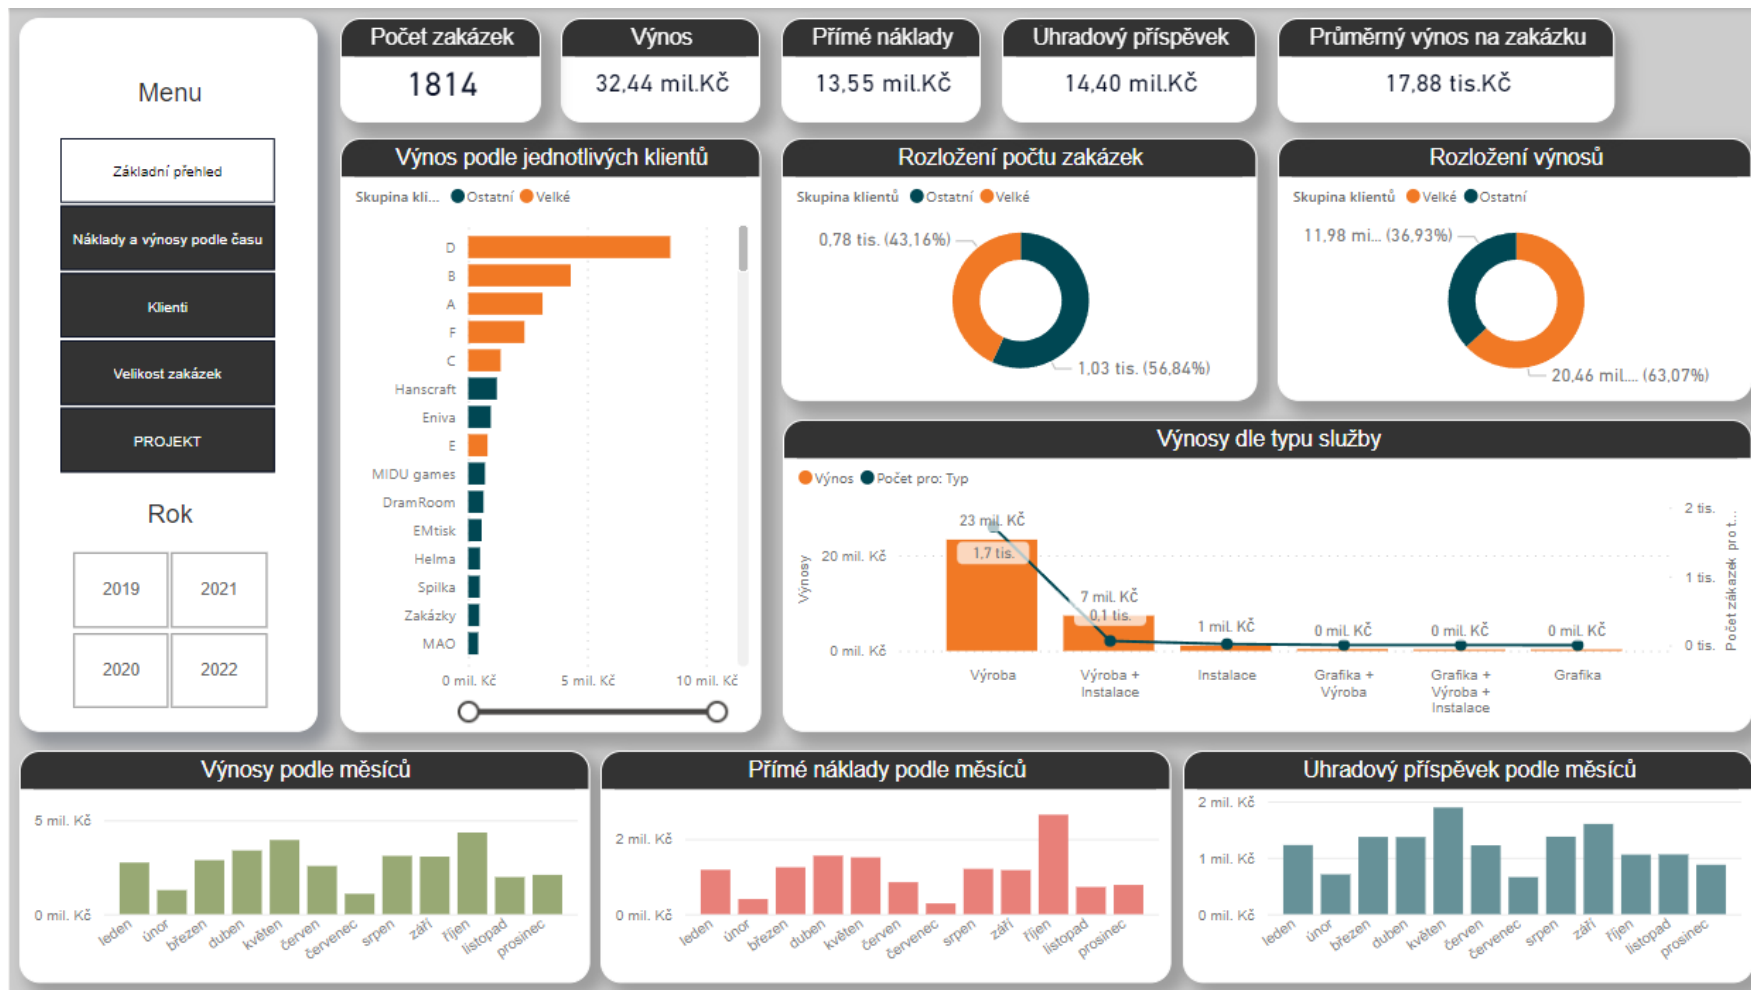 Menu
Základní přehled
Náklady a výnosy podle času
Klienti
Velikost zakázek
PROJEKT
Rok
2019
2021
2020
2022
Počet zakázek
1814
Výnos
32,44 mil.Kč
Přímé náklady
13,55 mil.Kč
Uhradový příspěvek
14,40 mil.Kč
Průměrný výnos na zakázku
17,88 tis.Kč
Výnos podle jednotlivých klientů
Skupina kli... Ostatní Velké
D
B
A
F
C
Hanscraft
Eniva
E
MIDU games
DramRoom
EMtisk
Helma
Spilka
Zakázky
MAO
0 mil. Kč 5 mil. Kč 10 mil. Kč
Rozložení počtu zakázek
Skupina klientů Ostatní Velké
0,78 tis. (43,16%)
1,03 tis. (56,84%)
Rozložení výnosů
Skupina klientů Velké Ostatní
11,98 mi... (36,93%)
20,46 mil.... (63,07%)
Výnosy dle typu služby
Výnos Počet pro: Typ
Výnosy
20 mil. Kč
0 mil. Kč
23 mil. Kč
1,7 tis.
7 mil. Kč
0,1 tis.
1 mil. Kč
0 mil. Kč
0 mil. Kč
0 mil. Kč
2 tis.
1 tis.
0 tis.
Počet zákazek pro t...
Výroba
Výroba +
Instalace
Instalace
Grafika +
Výroba
Grafika +
Výroba +
Instalace
Grafika
Výnosy podle měsíců
5 mil. Kč
0 mil. Kč
leden únor březen duben květen červen červenec srpen září říjen listopad prosinec
Přímé náklady podle měsíců
2 mil. Kč
0 mil. Kč
leden únor březen duben květen červen červenec srpen září říjen listopad prosinec
Uhradový příspěvek podle měsíců
2 mil. Kč
1 mil. Kč
0 mil. Kč
leden únor březen duben květen červen červenec srpen září říjen listopad prosinec